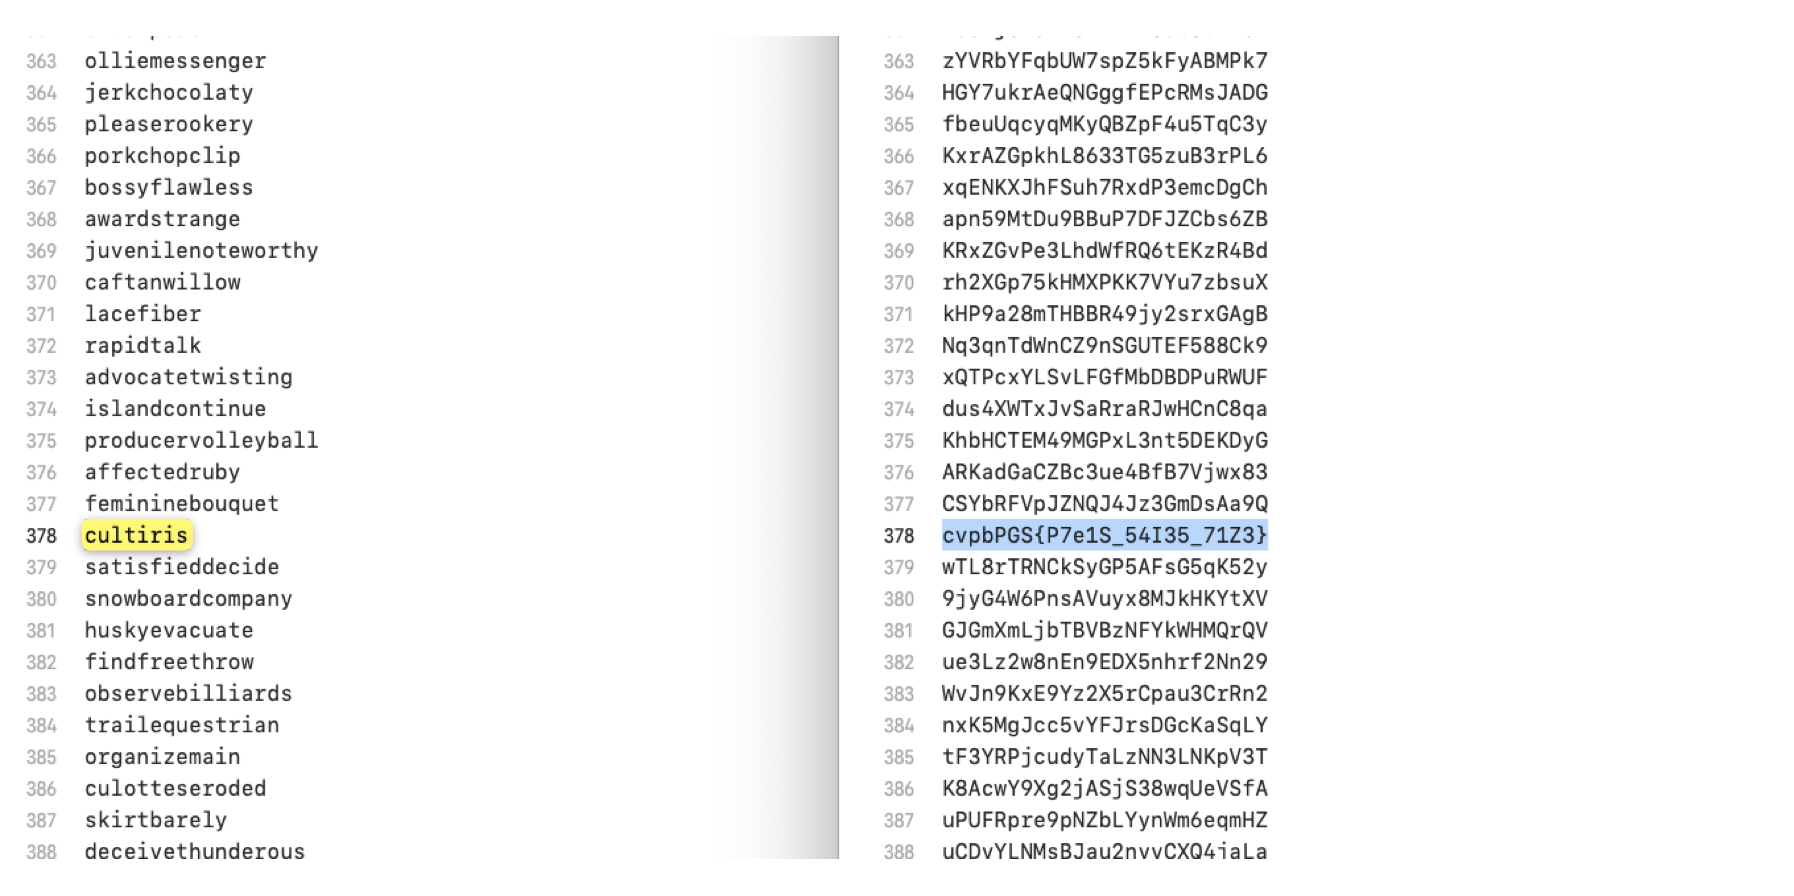 363 olliemessenger
364 jerkchocolaty
365 pleaserookery
366 porkchopclip
367 bossyflawless
368 awardstrange
369 juvenilenoteworthy
370 caftanwillow
371 lacefiber
372 rapidtalk
373 advocatetwisting
374 islandcontinue
375 producervolleyball
376 affectedruby
377 femininebouquet
378 cultiris
379 satisfieddecide
380 snowboardcompany
381 huskyevacuate
382 findfreethrow
383 observebilliards
384 trailequestrian
385 organizemain
386 culotteseroded
387 skirtbarely
388 deceivethunderous
363 zYVRbYFqbUW7spZ5kFyABMPk7
364 HGY7ukrAeQNGggfEPcRMsJADG
365 fbeuUqcyqMKyQBZpF4u5TqC3y
366 KxrAZGpkhL8633TG5zuB3rPL6
367 xqENKXJhFSuh7RxdP3emcDgCh
368 apn59MtDu9BBuP7DFJZCbs6ZB
369 KRxZGvPe3LhdWfRQ6tEKzR4Bd
370 rh2XGp75kHMXPKK7VYu7zbsuX
371 kHP9a28mTHBBR49jy2srxGAgB
372 Nq3qnTdWnCZ9nSGUTEF588Ck9
373 xQTPcxYLSvLFGfMbDBDPuRWUF
374 dus4XWTxJvSaRraRJwHCnC8qa
375 KhbHCTEM49MGPxL3nt5DEKDyG
376 ARKadGaCZBc3ue4BfB7Vjwx83
377 CSYbRFVpJZNQJ4Jz3GmDsAa9Q
378 cvpbPGS{P7e1S_54I35_71Z3}
379 wTL8rTRNCkSyGP5AFsG5qK52y
380 9jyG4W6PnsAVuyx8MJkHKYtXV
381 GJGmXmLjbTBVBzNFYkWHMQrQV
382 ue3Lz2w8nEn9EDX5nhrf2Nn29
383 WvJn9KxE9Yz2X5rCpau3CrRn2
384 nxK5MgJcc5vYFJrsDGcKaSqLY
385 tF3YRPjcudyTaLzNN3LNKpV3T
386 K8AcwY9Xg2jASjS38wqUeVSfA
387 uPUFRpre9pNZbLYynWm6eqmHZ
388